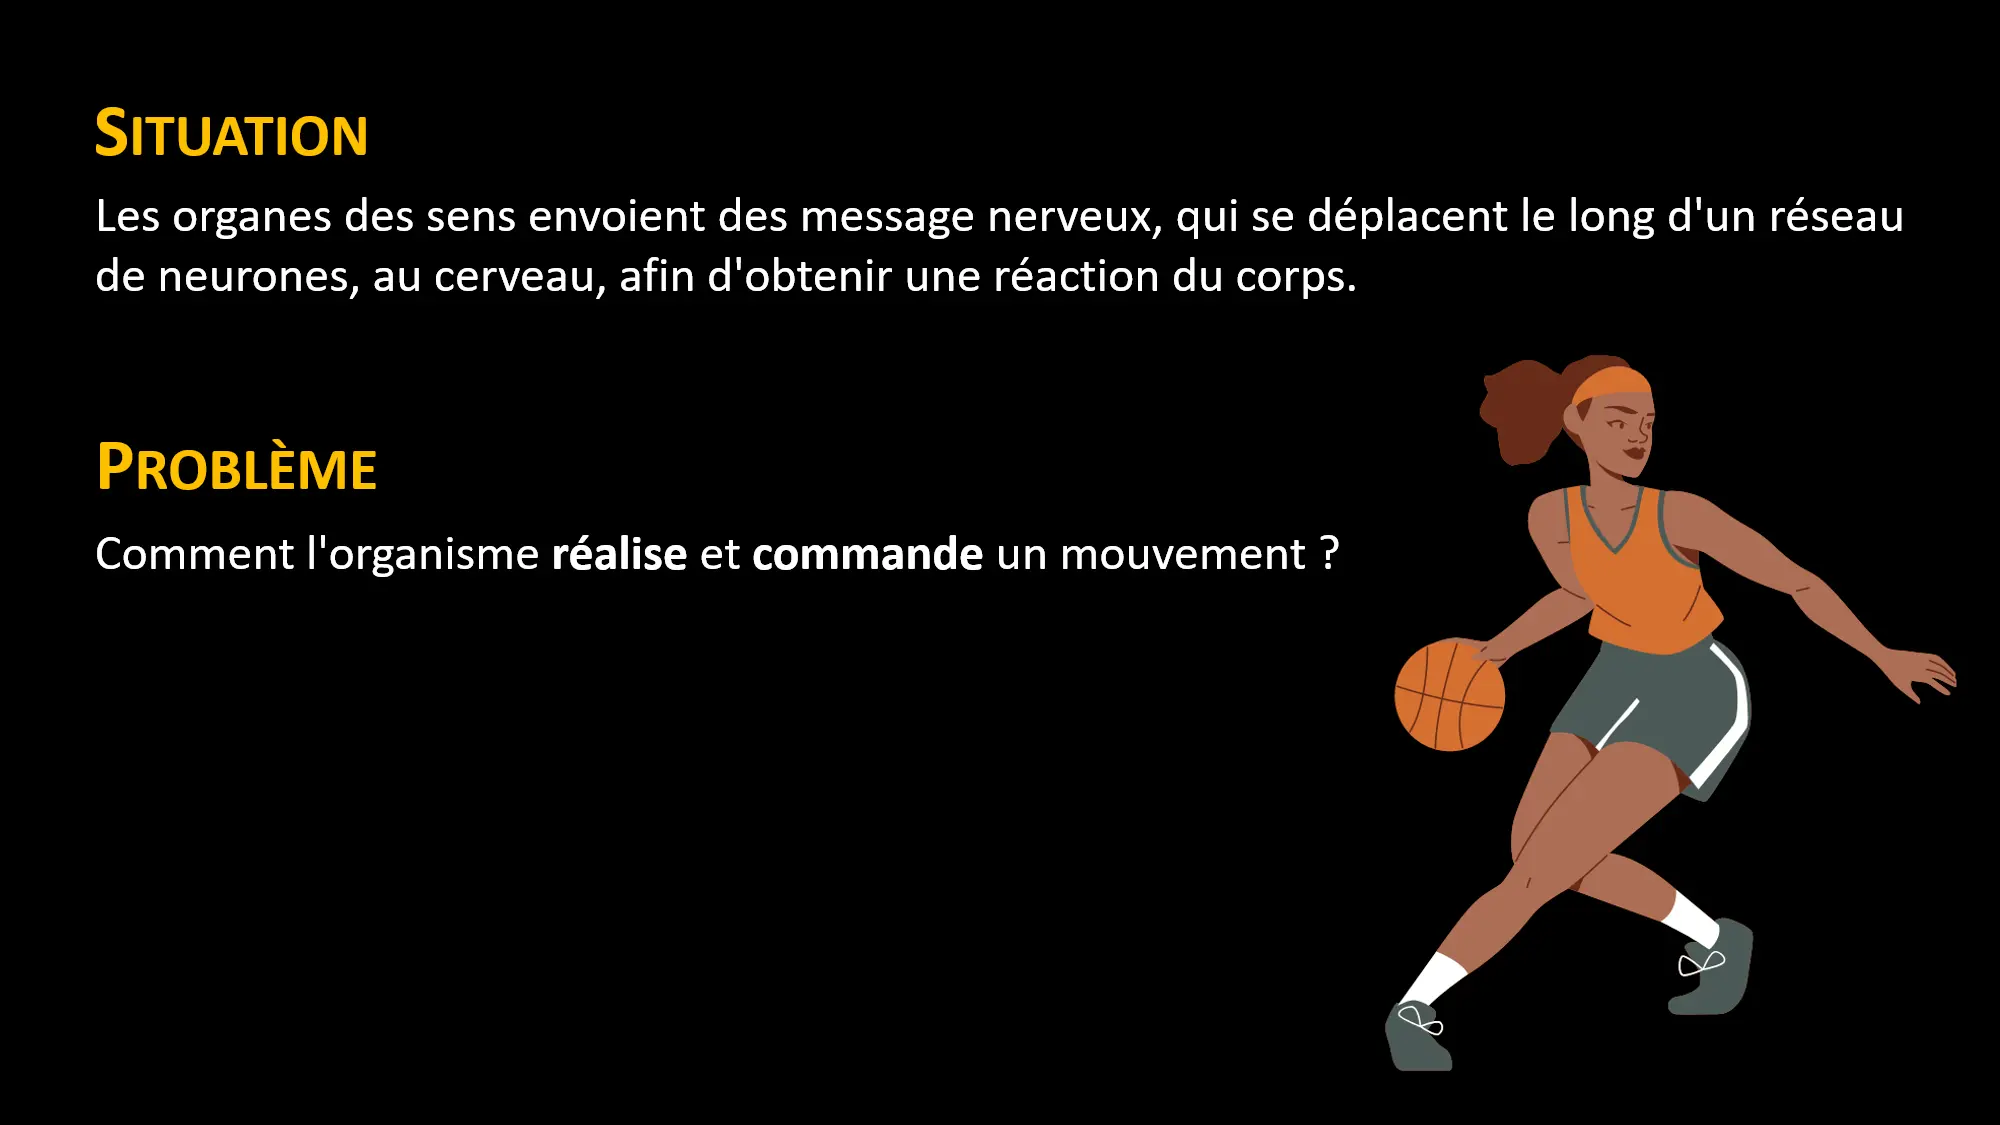 SITUATION
Les organes des sens envoient des message nerveux, qui se déplacent le long d'un réseau
de neurones, au cerveau, afin d'obtenir une réaction du corps.
PROBLÈME
Comment l'organisme réalise et commande un mouvement ?